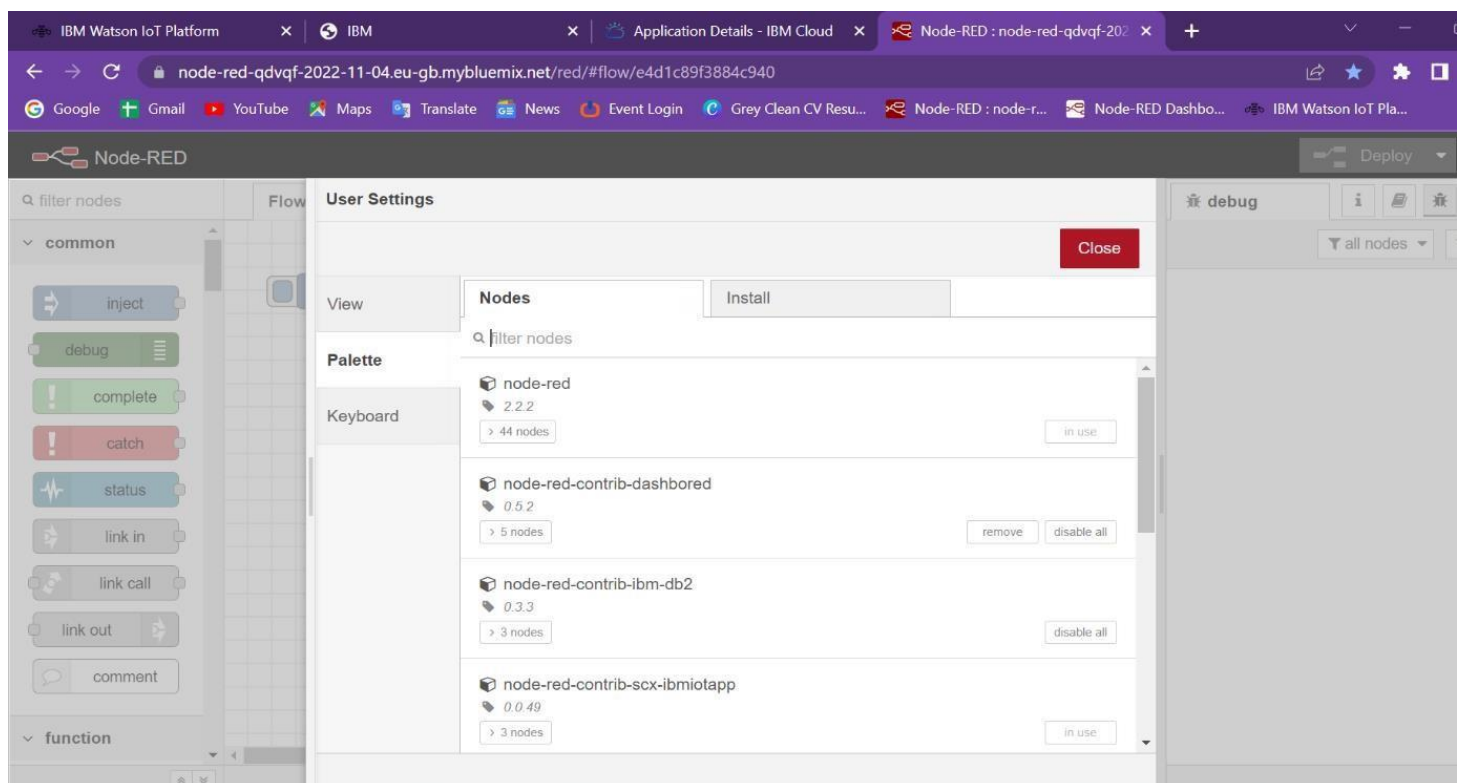 IBM Watson IoT Platform
IBM
Application Details - IBM Cloud
Node-RED : node-red-qdvqf-202
node-red-qdvqf-2022-11-04.eu-gb.mybluemix.net/red/#flow/e4d1c89f3884c940
Google
Gmail
YouTube
Maps
Translate
News
Event Login
Grey Clean CV Resu...
Node-RED : node-r...
Node-RED Dashbo...
IBM Watson IoT Pla...
Node-RED
Deploy
filter nodes
common
inject
debug
complete
catch
status
link in
link call
link out
comment
function
Flow
User Settings
Close
View
Palette
Keyboard
Nodes
Install
filter nodes
node-red
2.2.2
> 44 nodes
in use
node-red-contrib-dashbored
0.5.2
> 5 nodes
remove
disable all
node-red-contrib-ibm-db2
0.3.3
> 3 nodes
disable all
node-red-contrib-scx-ibmiotapp
0.0.49
> 3 nodes
in use
debug
i
all nodes